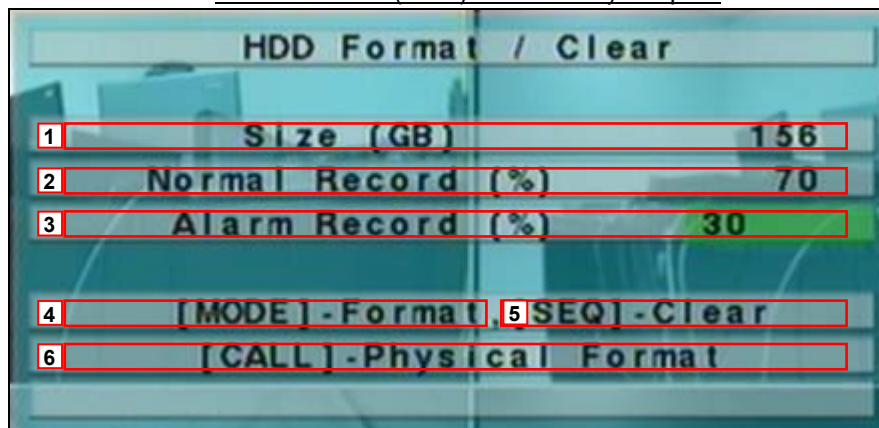 HDD Format / Clear
1 Size (GB) 156
2 Normal Record (%) 70
3 Alarm Record (%) 30
4 [MODE]-Format, 5 [SEQ]-Clear
6 [CALL]-Physical Format